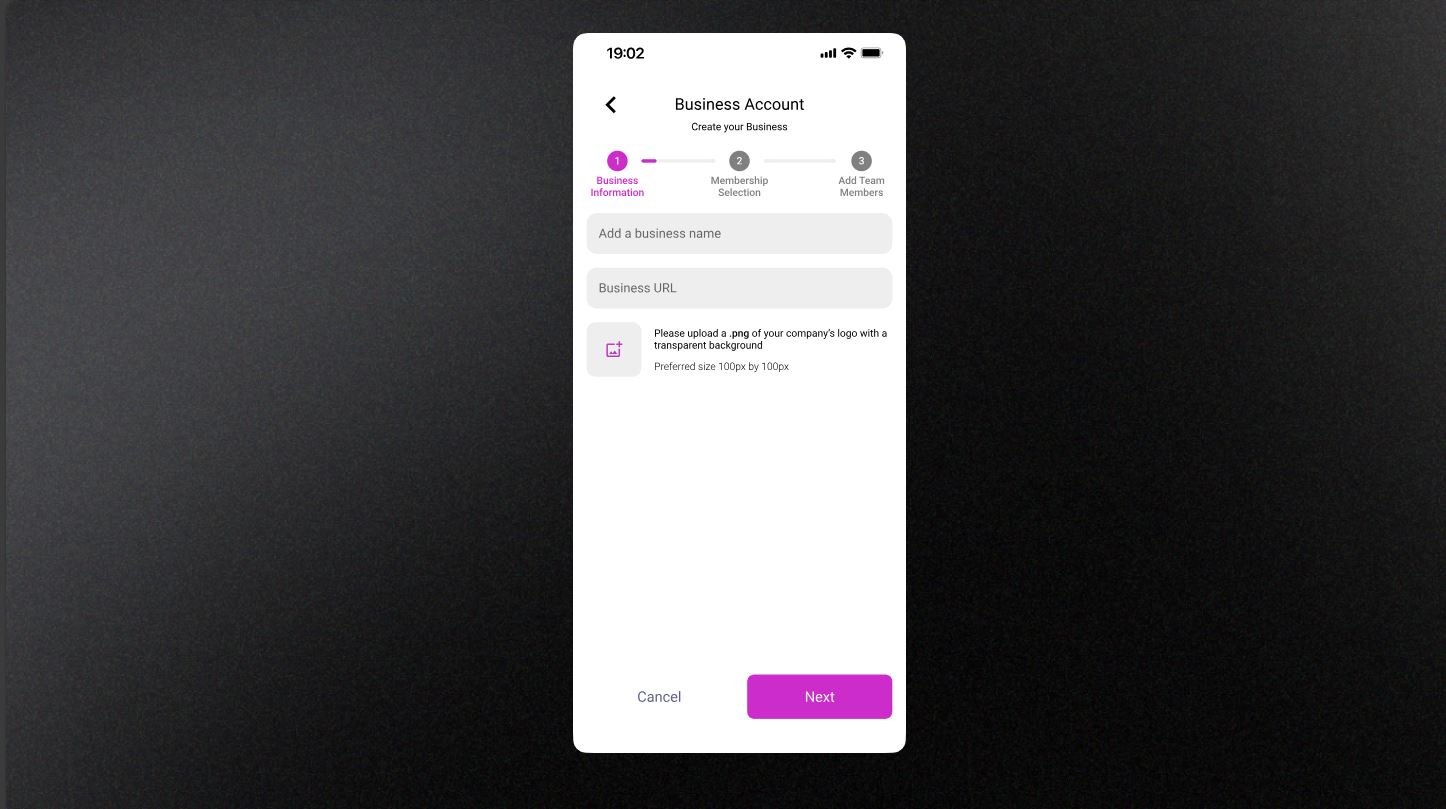 19:02
Business Account
Create your Business
1
2
3
Business
Information
Membership
Selection
Add Team
Members
Add a business name
Business URL
Please upload a .png of your company's logo with a
transparent background
Preferred size 100px by 100px
Cancel
Next